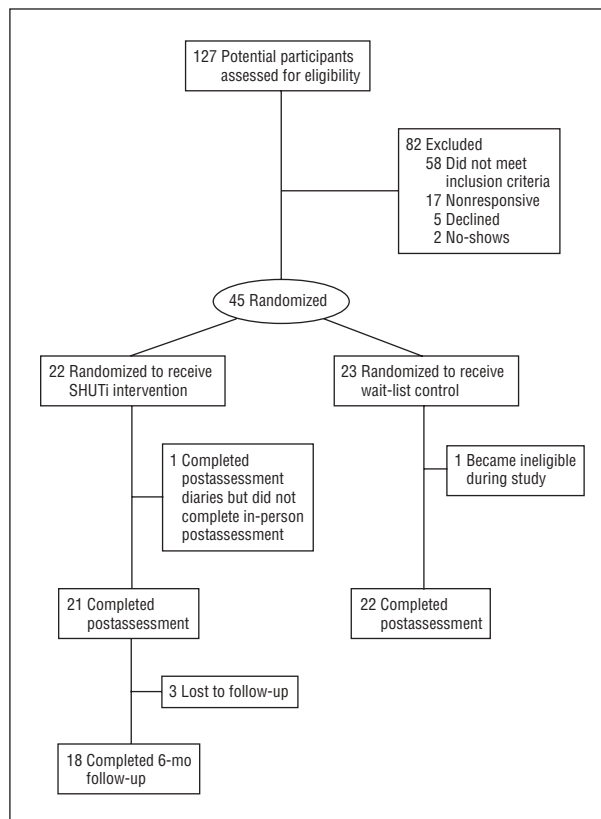 127 Potential participants
assessed for eligibility
82 Excluded
58 Did not meet
inclusion criteria
17 Nonresponsive
5 Declined
2 No-shows
45 Randomized
22 Randomized to receive
SHUTi intervention
23 Randomized to receive
wait-list control
1 Completed
postassessment
diaries but did not
complete in-person
postassessment
1 Became ineligible
during study
21 Completed
postassessment
22 Completed
postassessment
3 Lost to follow-up
18 Completed 6-mo
follow-up